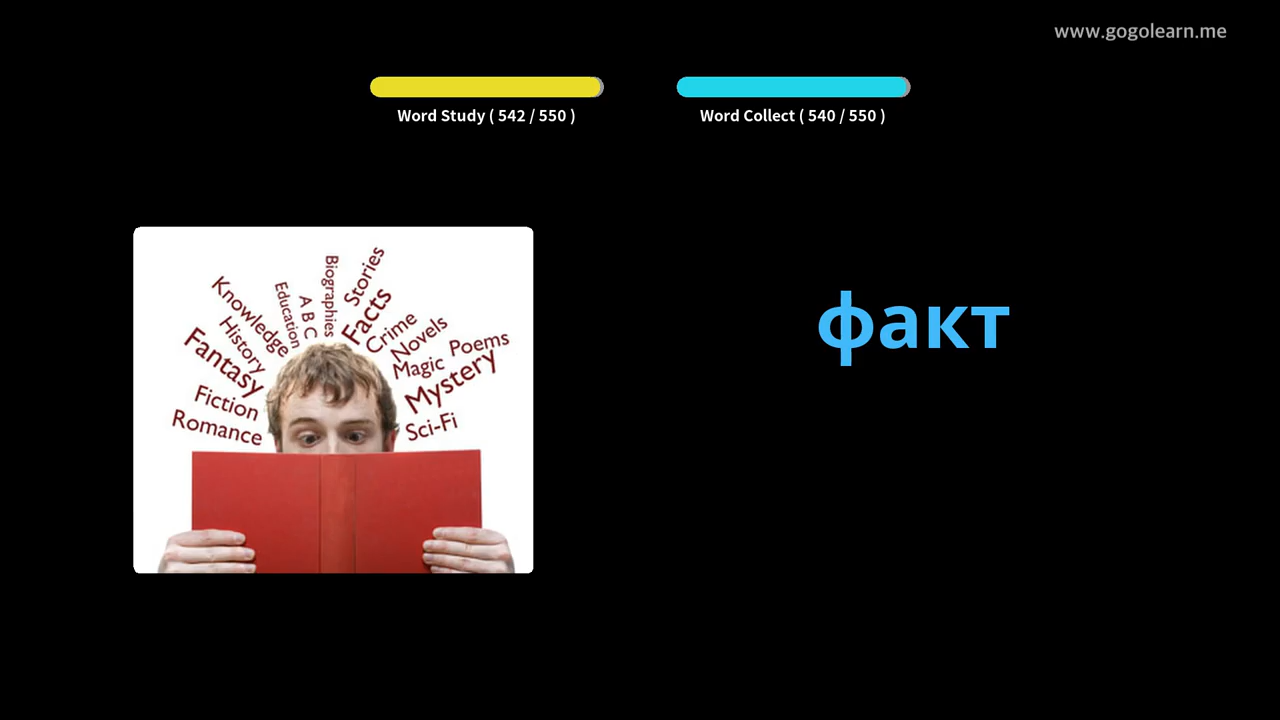 www.gogolearn.me
Word Study ( 542 / 550 )
Word Collect ( 540 / 550 )
факт
Stories
Biographies
Facts
Knowledge
Education
A B C
Crime
History
Novels
Poems
Fantasy
Magic
Mystery
Fiction
Romance
Sci-Fi